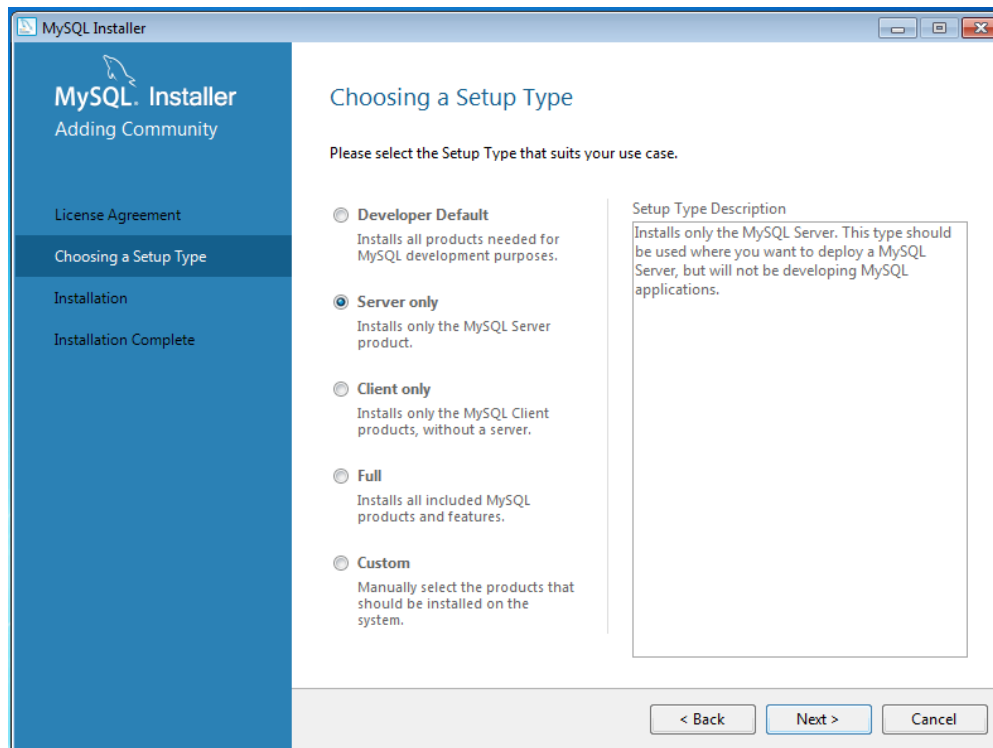 MySQL Installer
MySQL. Installer
Adding Community
License Agreement
Choosing a Setup Type
Installation
Installation Complete
Choosing a Setup Type
Please select the Setup Type that suits your use case.
Developer Default
Installs all products needed for
MySQL development purposes.
Server only
Installs only the MySQL Server
product.
Client only
Installs only the MySQL Client
products, without a server.
Full
Installs all included MySQL
products and features.
Custom
Manually select the products that
should be installed on the
system.
Setup Type Description
Installs only the MySQL Server. This type should
be used where you want to deploy a MySQL
Server, but will not be developing MySQL
applications.
< Back
Next >
Cancel